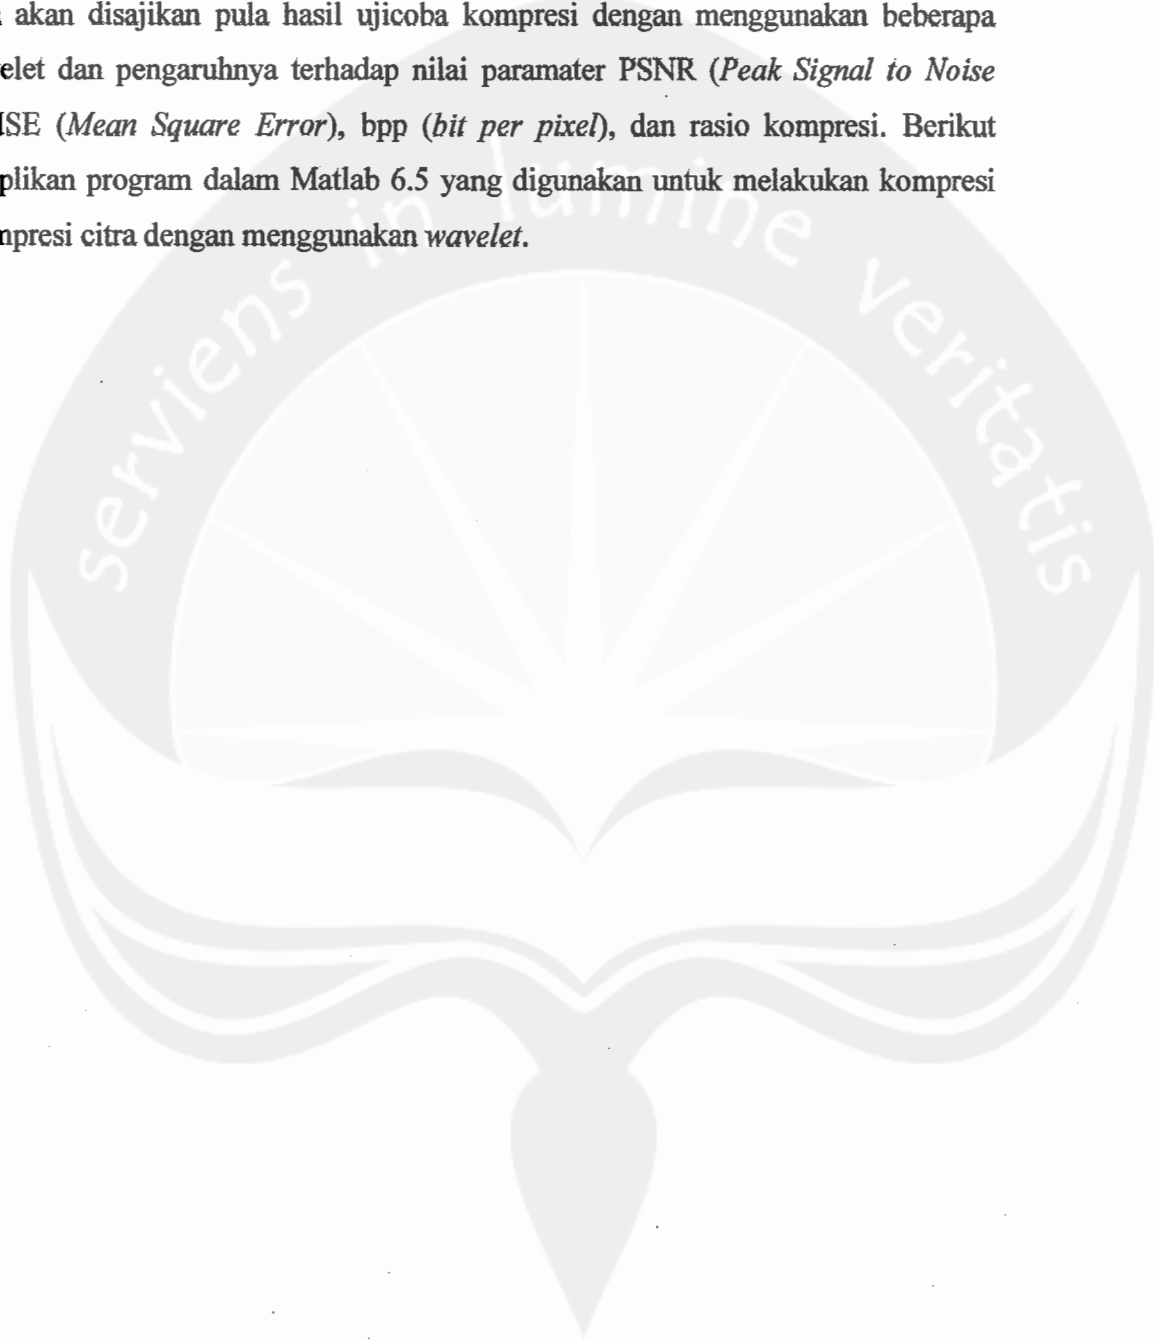 akan disajikan pula hasil ujicoba kompresi dengan menggunakan beberapa
elet dan pengaruhnya terhadap nilai paramater PSNR (Peak Signal to Noise
ISE (Mean Square Error), bpp (bit per pixel), dan rasio kompresi. Berikut
plikan program dalam Matlab 6.5 yang digunakan untuk melakukan kompresi
npresi citra dengan menggunakan wavelet.
serviens in lumine veritatis